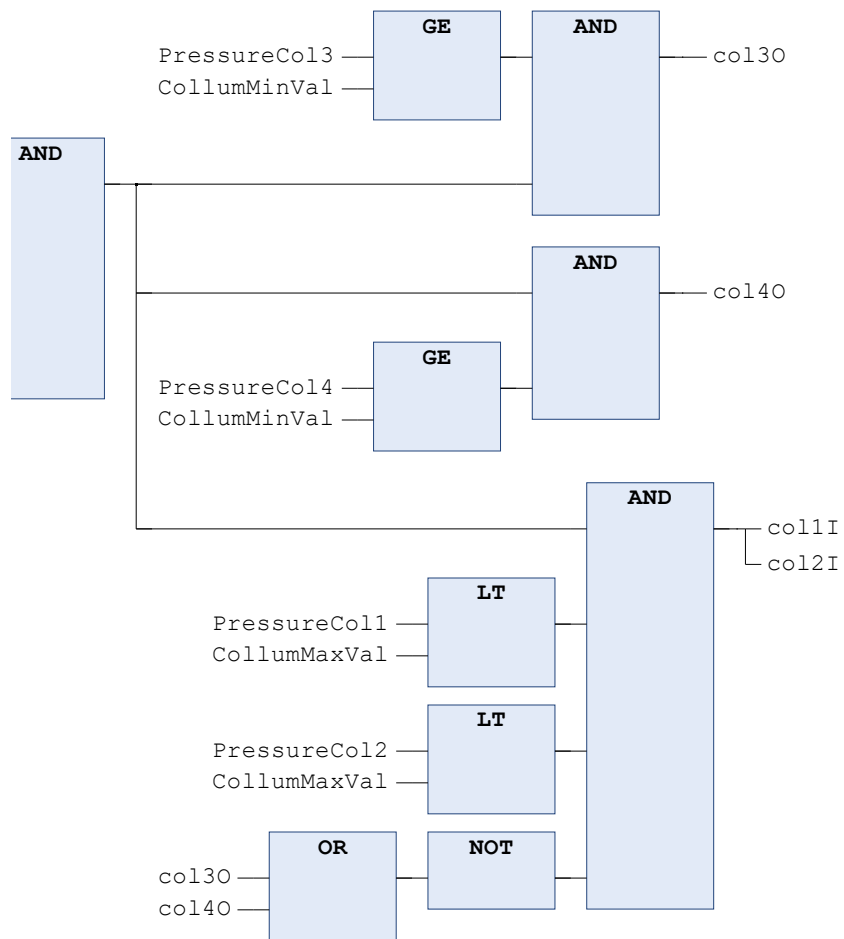 GE
AND
PressureCol3
col3O
CollumMinVal
AND
AND
col4O
GE
PressureCol4
CollumMinVal
AND
col1I
col2I
LT
PressureCol1
CollumMaxVal
LT
PressureCol2
CollumMaxVal
OR
NOT
col3O
col4O